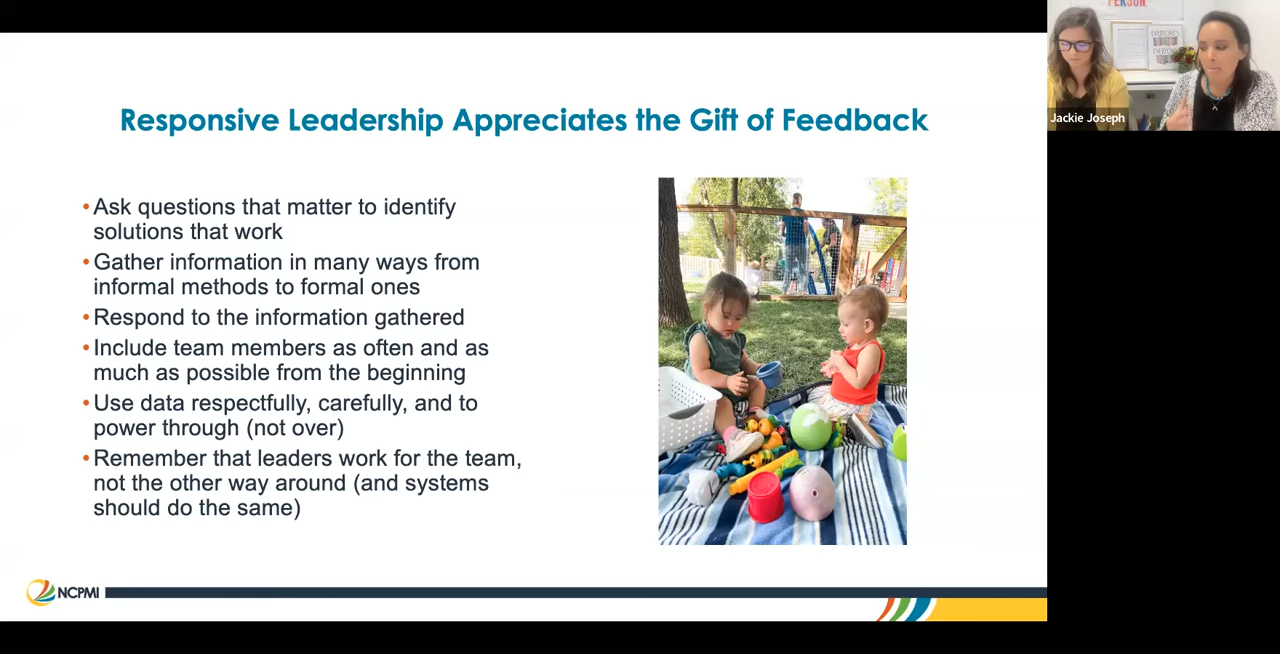 Responsive Leadership Appreciates the Gift of Feedback
•Ask questions that matter to identify
solutions that work
•Gather information in many ways from
informal methods to formal ones
•Respond to the information gathered
•Include team members as often and as
much as possible from the beginning
•Use data respectfully, carefully, and to
power through (not over)
•Remember that leaders work for the team,
not the other way around (and systems
should do the same)
NCPMI
PERSON.
Jackie Joseph